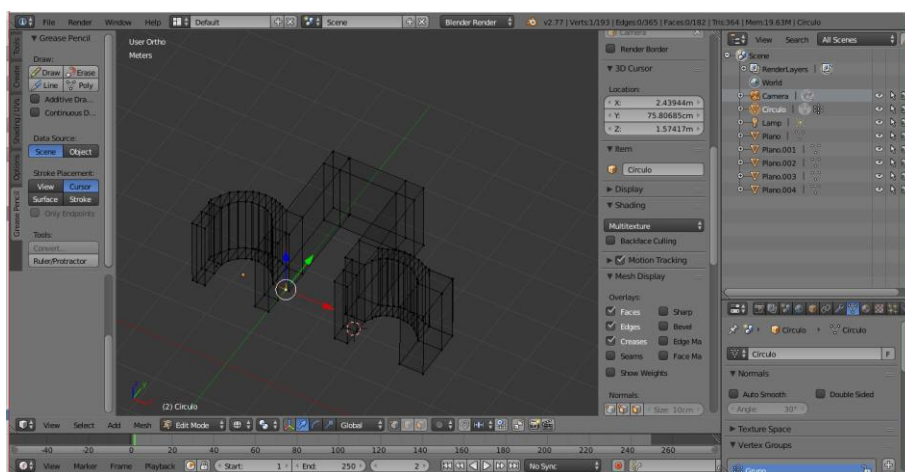 File Render Window Help Default Scene Blender Render v2.77 | Verts:1/193 | Edges:0/365 | Faces:0/182 | Tris:364 | Mem:19.63M | Circulo
Tools
Create
Shading / UVs
Options
Grease Pencil
Grease Pencil
Draw:
Draw Erase
Line Poly
Additive Dra...
Continuous D...
Data Source:
Scene Object
Stroke Placement:
View Cursor
Surface Stroke
Only Endpoints
Tools:
Convert...
Ruler/Protractor
User Ortho
Meters
(2) Circulo
Camera
Render Border
3D Cursor
Location:
X: 2.43944m
Y: 75.80685cm
Z: 1.57417m
Item
Circulo
Display
Shading
Multitexture
Backface Culling
Motion Tracking
Mesh Display
Overlays:
Faces Sharp
Edges Bevel
Creases Edge Ma
Seams Face Ma
Show Weights
Normals:
Size: 10cm
View Search All Scenes
Scene
RenderLayers
World
Camera
Circulo
Lamp
Plano
Plano.001
Plano.002
Plano.003
Plano.004
Circulo Circulo
Circulo F
Normals
Auto Smooth Double Sided
Angle: 30°
Texture Space
Vertex Groups
View Select Add Mesh Edit Mode Global
-40 -20 0 20 40 60 80 100 120 140 160 180 200 220 240 260
View Marker Frame Playback Start: 1 End: 250 2 No Sync